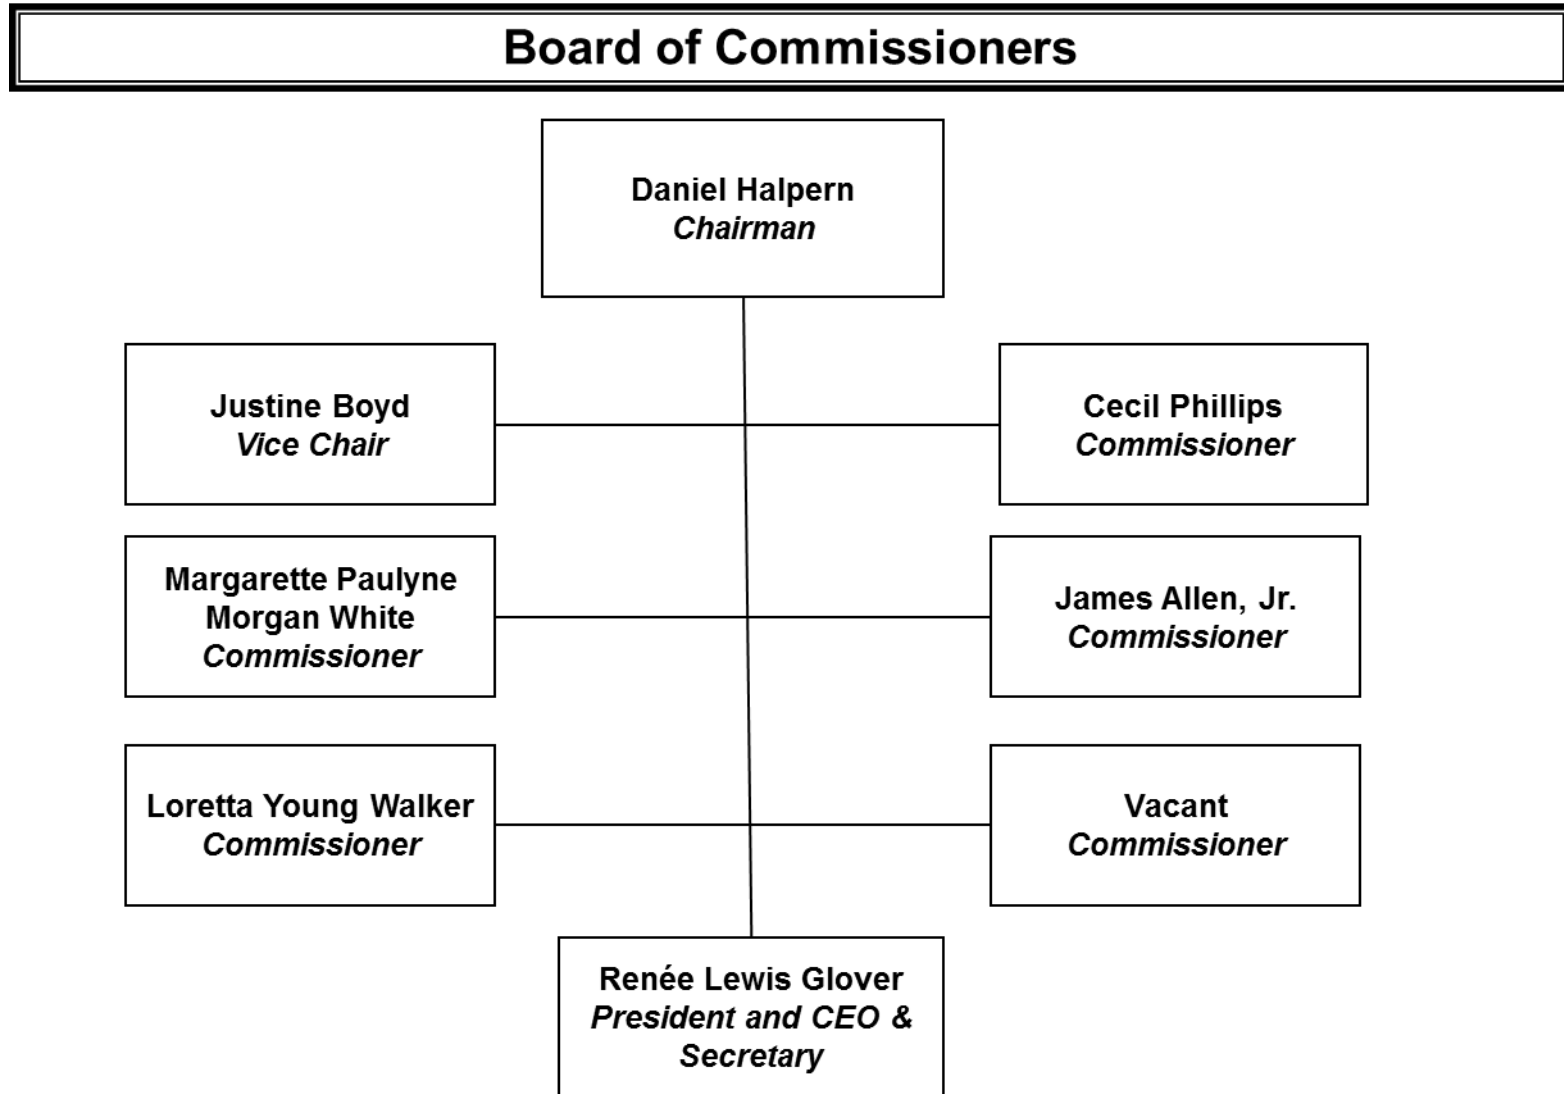 Board of Commissioners
Daniel Halpern
Chairman
Justine Boyd
Vice Chair
Cecil Phillips
Commissioner
Margarette Paulyne
Morgan White
Commissioner
James Allen, Jr.
Commissioner
Loretta Young Walker
Commissioner
Vacant
Commissioner
Renée Lewis Glover
President and CEO &
Secretary